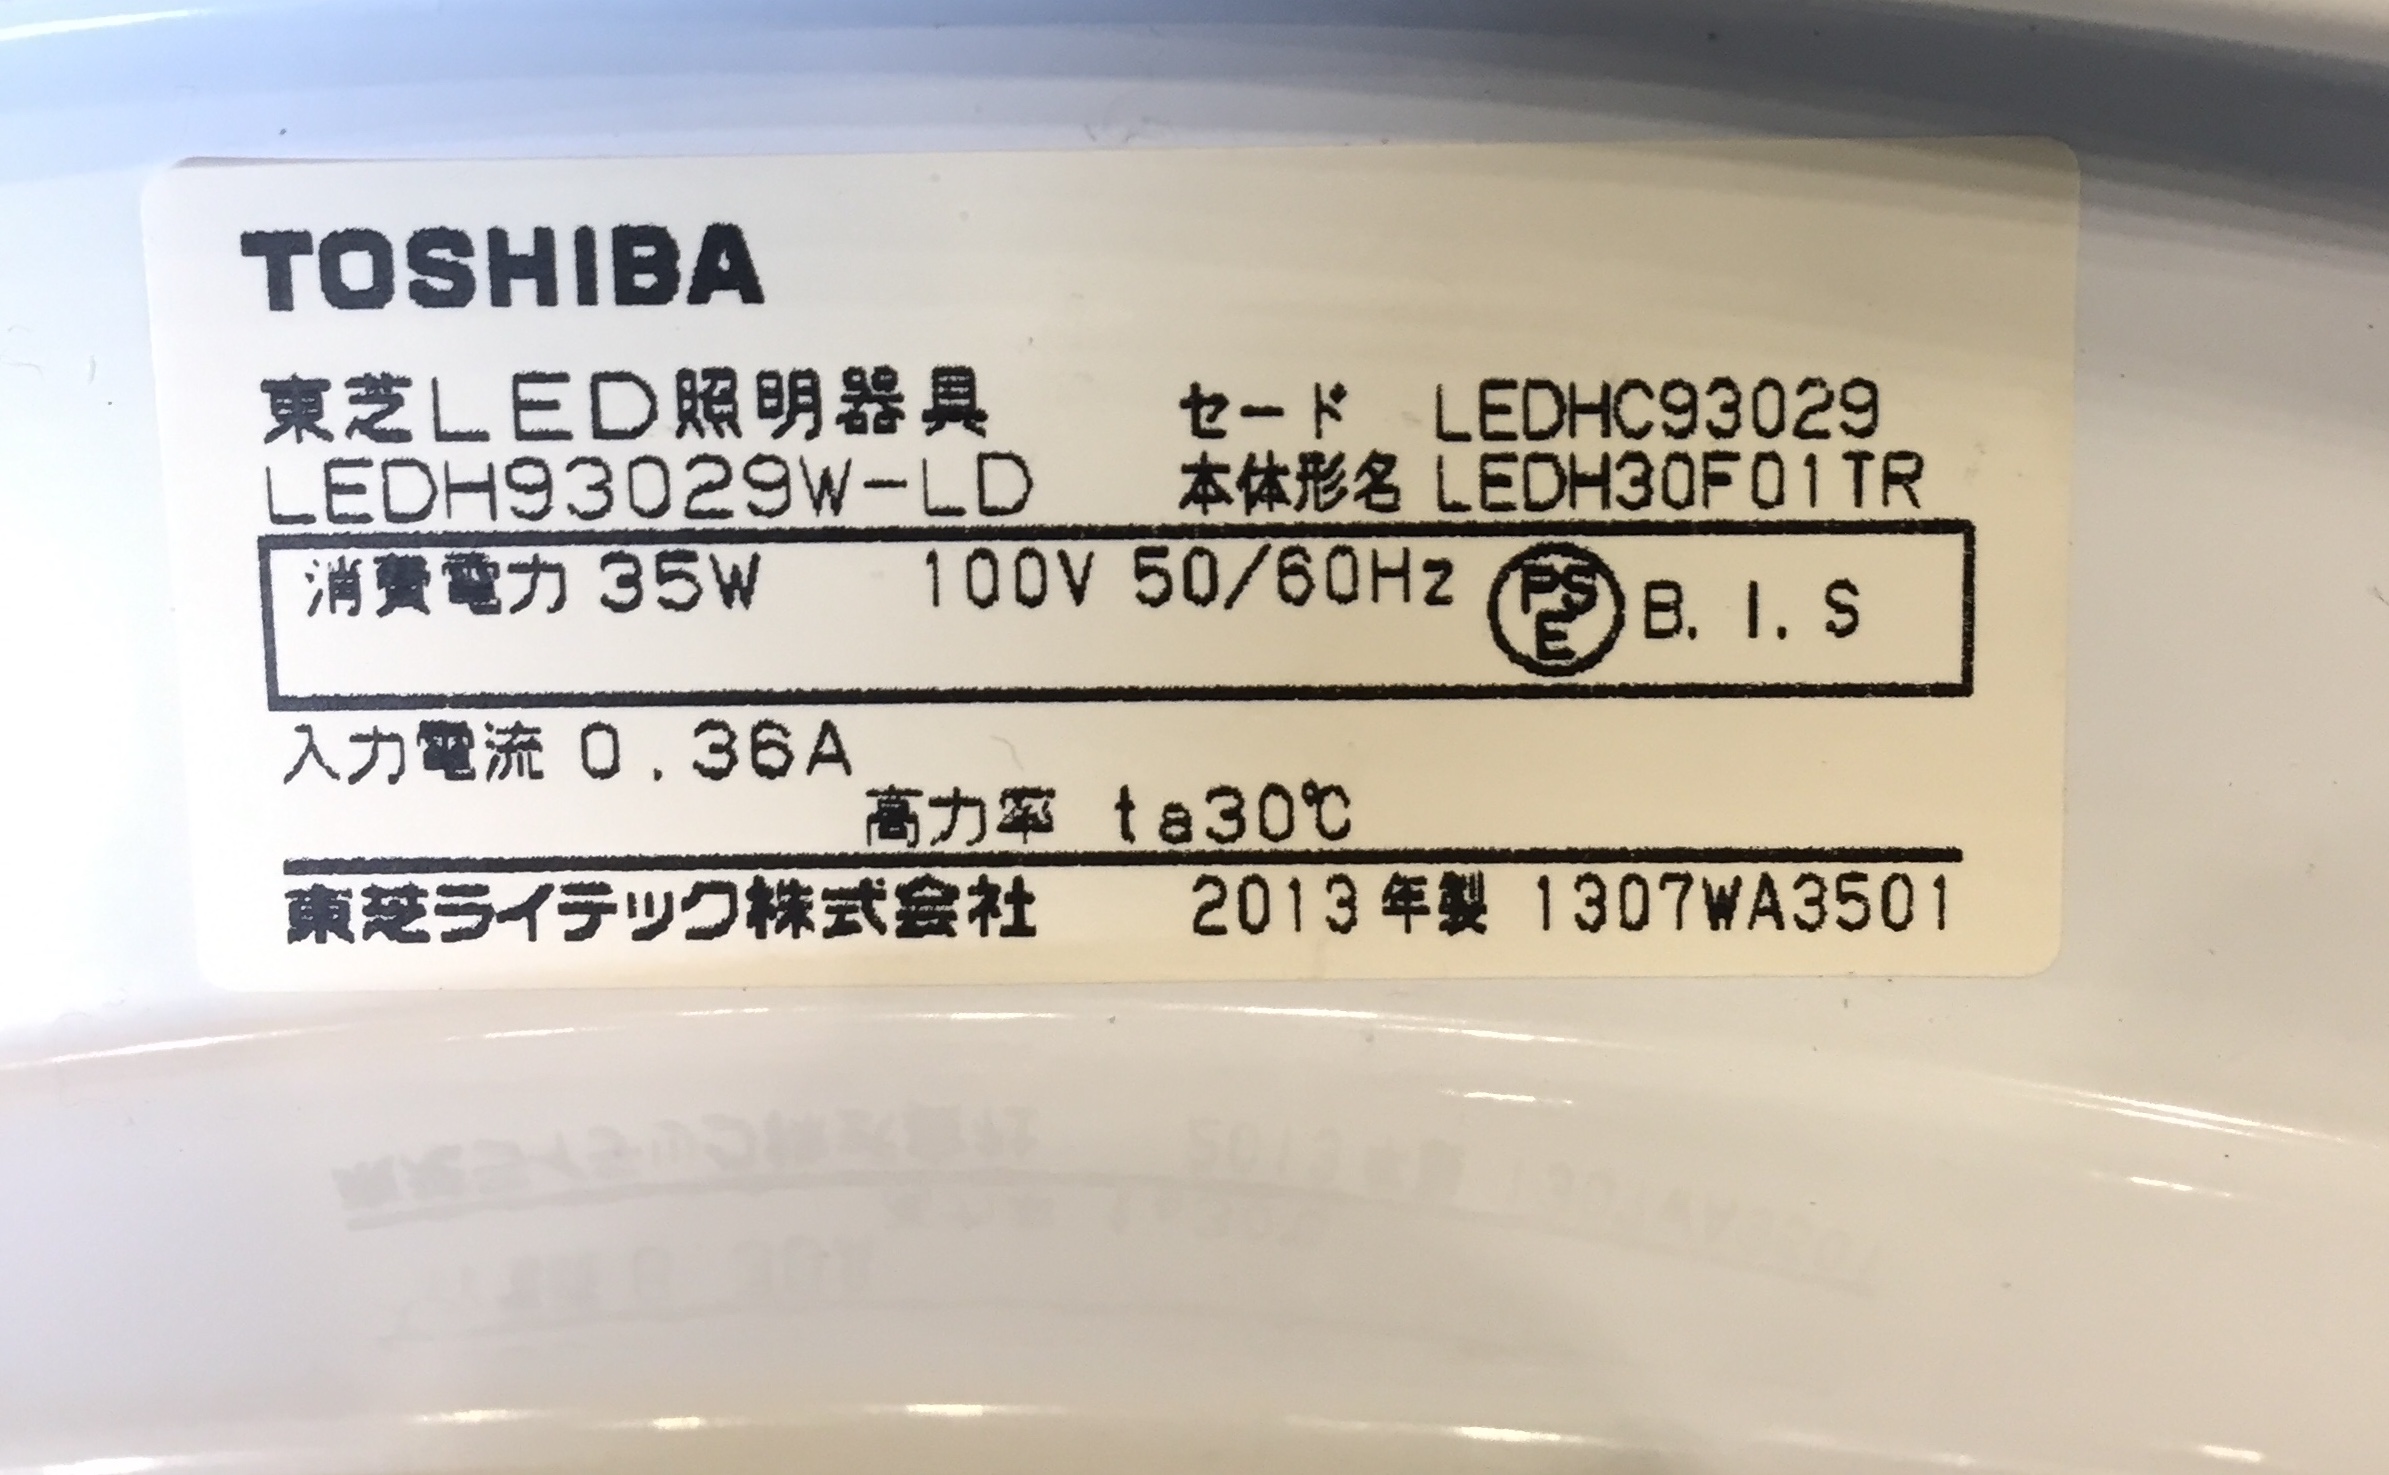 TOSHIBA
東芝LED照明器具 セード LEDHC93029
LEDH93029W-LD 本体形名 LEDH30F01TR
消費電力 35W 100V 50/60Hz PSE B.I.S
入力電流 0.36A
高力率 ta30℃
東芝ライテック株式会社 2013年製 1307WA3501